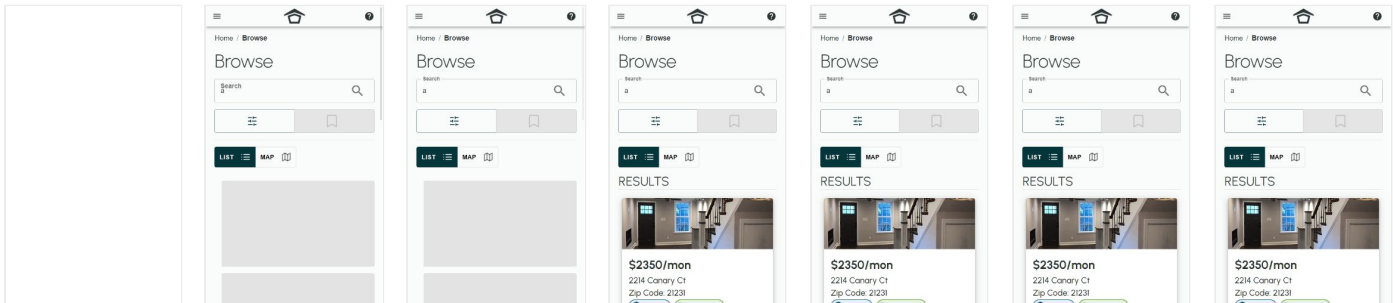 Home / Browse
Browse
Search
a
LIST MAP
Home / Browse
Browse
Search
a
LIST MAP
Home / Browse
Browse
Search
a
LIST MAP
RESULTS
$2350/mon
2214 Canary Ct
Zip Code: 21231
Home / Browse
Browse
Search
a
LIST MAP
RESULTS
$2350/mon
2214 Canary Ct
Zip Code: 21231
Home / Browse
Browse
Search
a
LIST MAP
RESULTS
$2350/mon
2214 Canary Ct
Zip Code: 21231
Home / Browse
Browse
Search
a
LIST MAP
RESULTS
$2350/mon
2214 Canary Ct
Zip Code: 21231